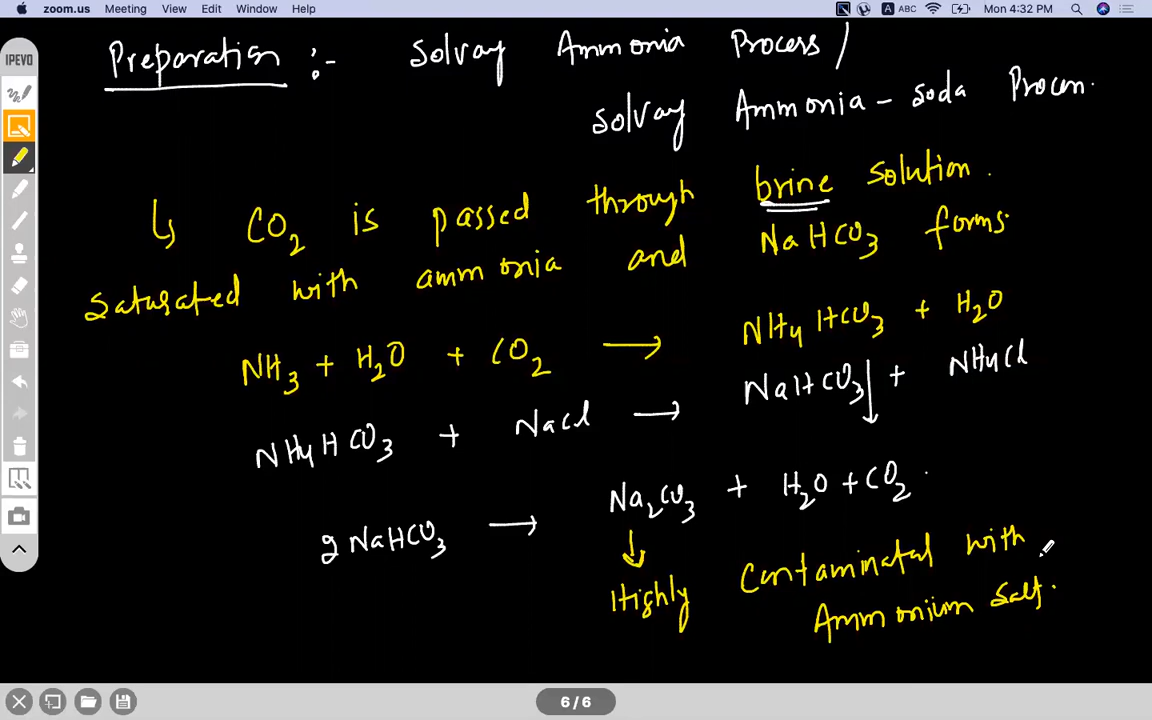 zoom.us Meeting View Edit Window Help
A ABC Mon 4:32 PM
IPEVO
Preparation :- Solvay Ammonia Process /
Solvay Ammonia - Soda Process.
↳ CO2 is passed through brine solution.
saturated with ammonia and NaHCO3 forms
NH3 + H2O + CO2 → NH4HCO3 + H2O
NH4HCO3 + NaCl → NaHCO3↓ + NH4Cl
2NaHCO3 → Na2CO3 + H2O + CO2.
↓
Highly Contaminated with
Ammonium Salt.
6/6